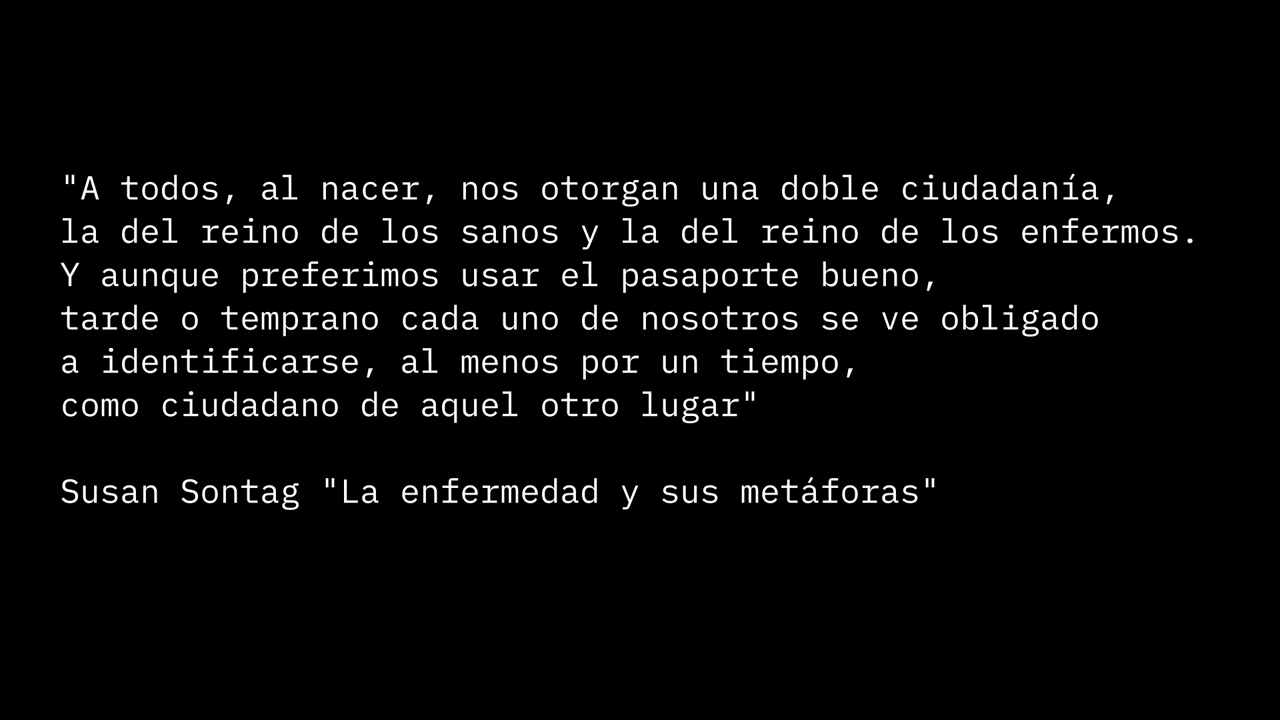 "A todos, al nacer, nos otorgan una doble ciudadanía,
la del reino de los sanos y la del reino de los enfermos.
Y aunque preferimos usar el pasaporte bueno,
tarde o temprano cada uno de nosotros se ve obligado
a identificarse, al menos por un tiempo,
como ciudadano de aquel otro lugar"
Susan Sontag "La enfermedad y sus metáforas"